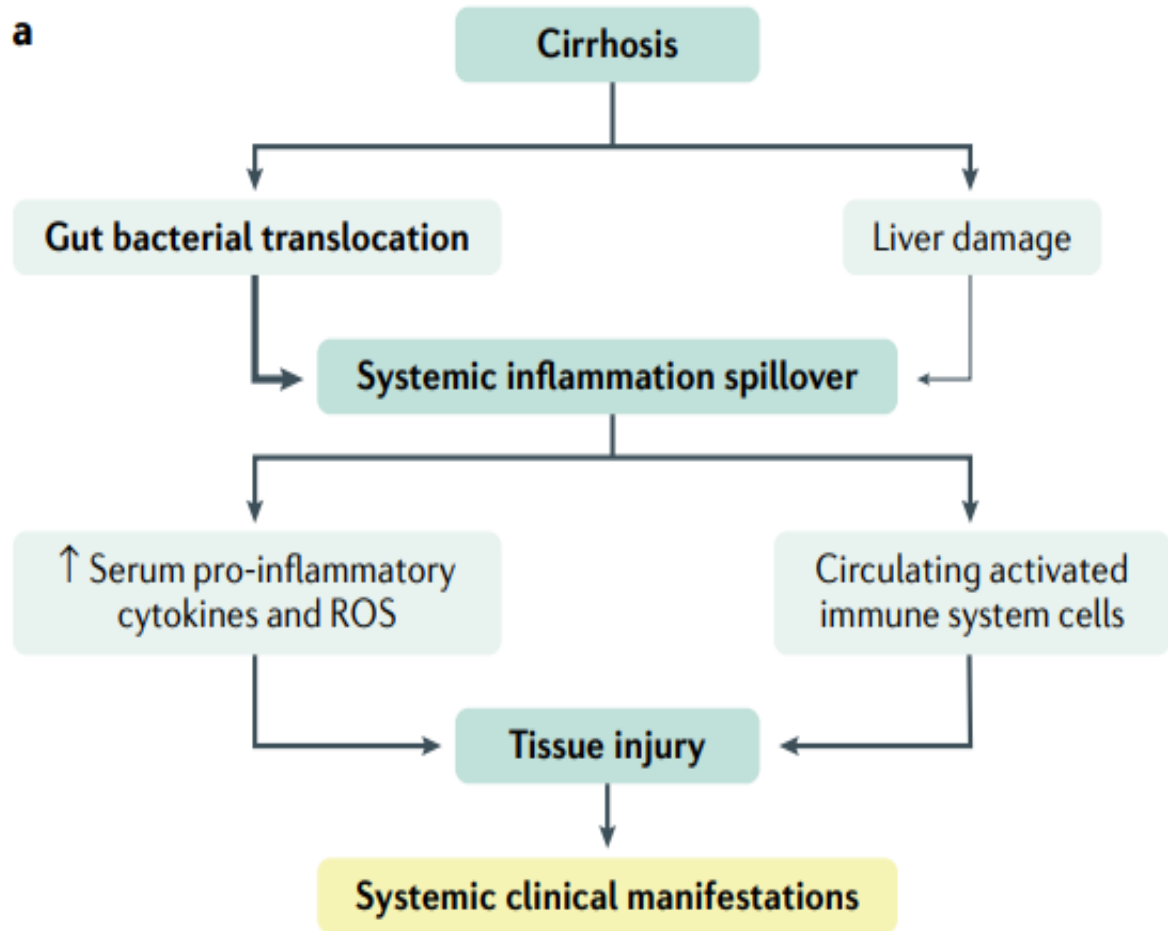 a
Cirrhosis
Gut bacterial translocation
Liver damage
Systemic inflammation spillover
↑ Serum pro-inflammatory
cytokines and ROS
Circulating activated
immune system cells
Tissue injury
Systemic clinical manifestations